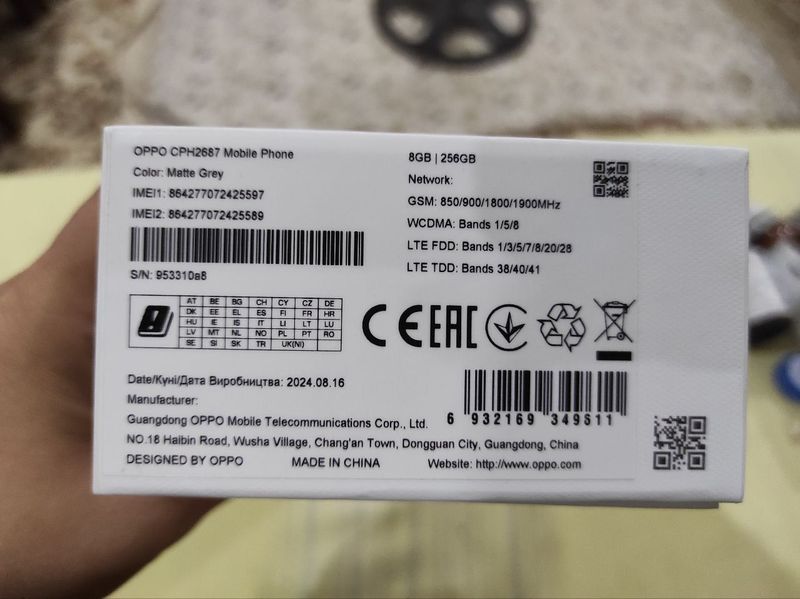 OPPO CPH2687 Mobile Phone
Color: Matte Grey
IMEI1: 864277072425597
IMEI2: 864277072425589
S/N: 953310a8
8GB | 256GB
Network:
GSM: 850/900/1800/1900MHz
WCDMA: Bands 1/5/8
LTE FDD: Bands 1/3/5/7/8/20/28
LTE TDD: Bands 38/40/41
AT BE BG CH CY CZ DE
DK EE EL ES FI FR HR
HU IE IS IT LI LT LU
LV MT NL NO PL PT RO
SE SI SK TR UK(NI)
CE EAC
Date/Күні/Дата Виробництва: 2024.08.16
Manufacturer:
Guangdong OPPO Mobile Telecommunications Corp., Ltd.
6 932169 349811
NO.18 Haibin Road, Wusha Village, Chang'an Town, Dongguan City, Guangdong, China
DESIGNED BY OPPO MADE IN CHINA Website: http://www.oppo.com